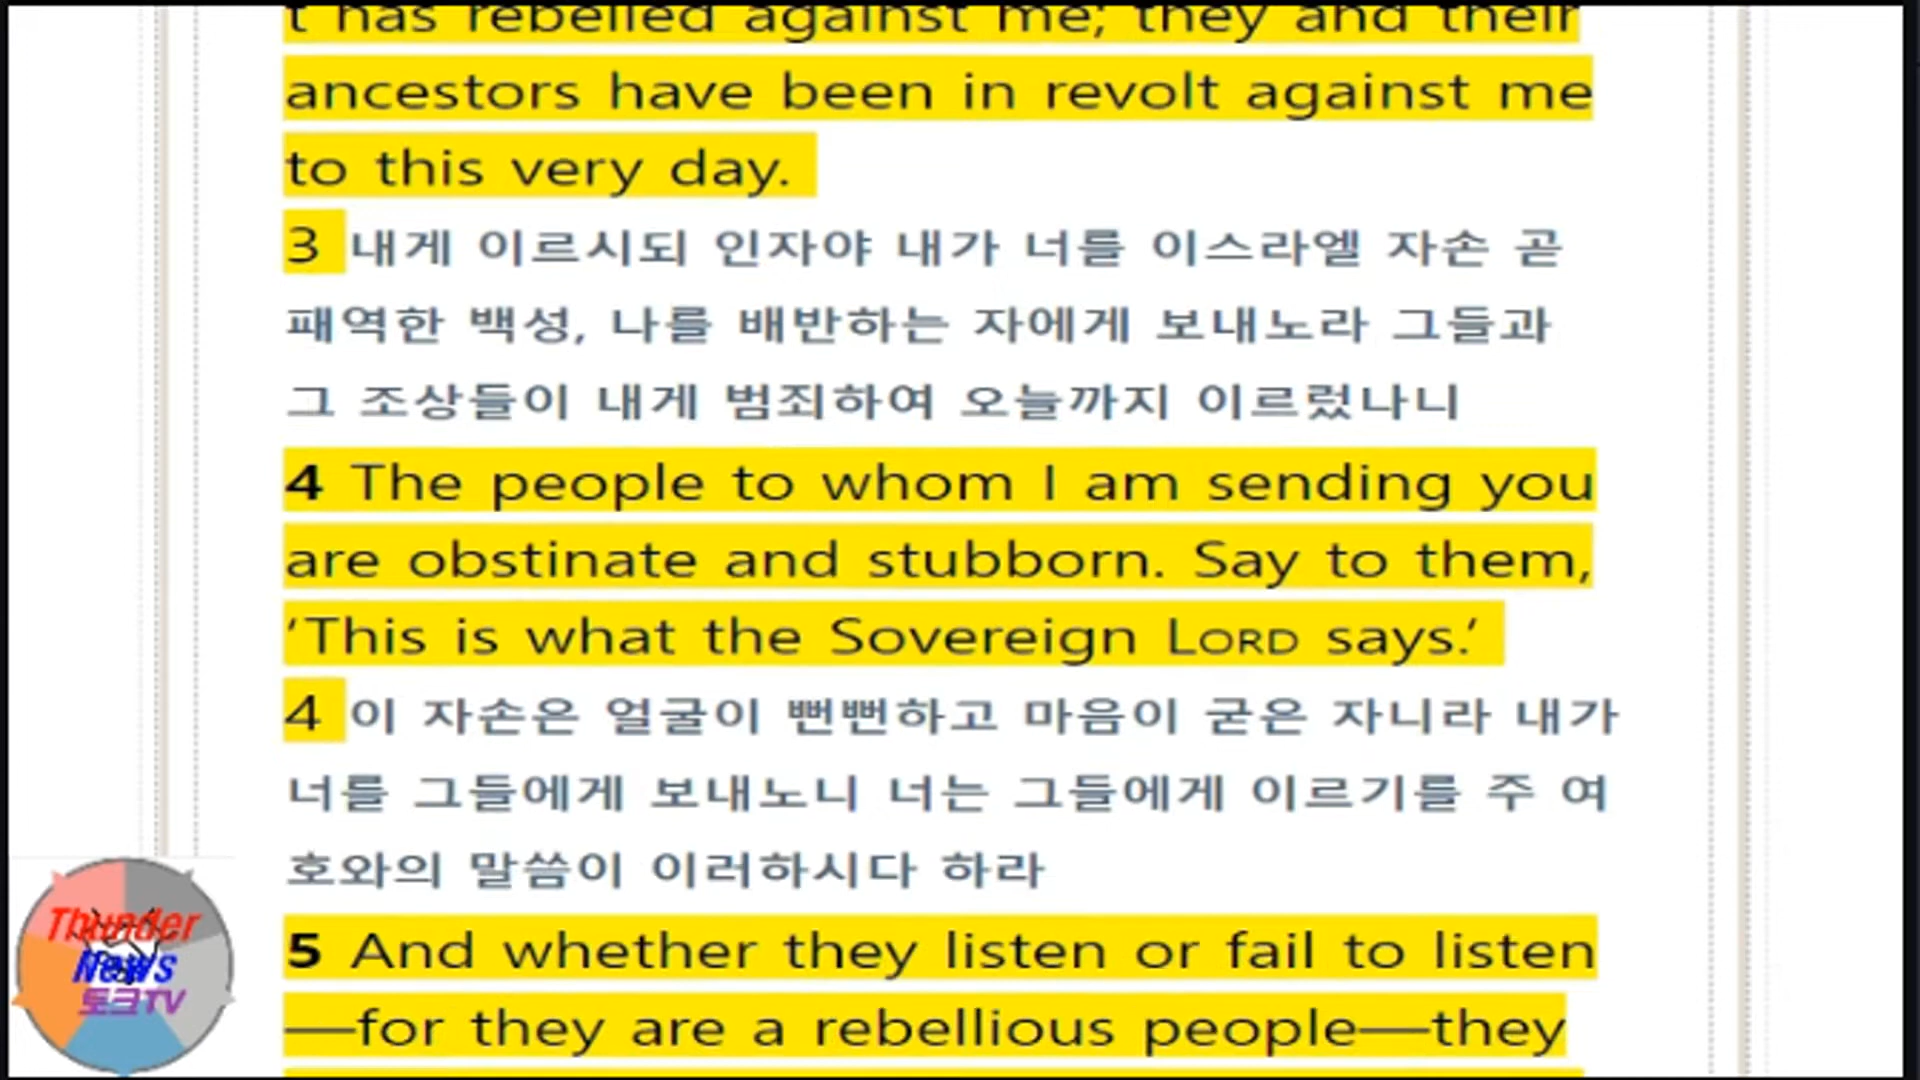 t has rebelled against me; they and their
ancestors have been in revolt against me
to this very day.
3 내게 이르시되 인자야 내가 너를 이스라엘 자손 곧
패역한 백성, 나를 배반하는 자에게 보내노라 그들과
그 조상들이 내게 범죄하여 오늘까지 이르렀나니
4 The people to whom I am sending you
are obstinate and stubborn. Say to them,
‘This is what the Sovereign LORD says.’
4 이 자손은 얼굴이 뻔뻔하고 마음이 굳은 자니라 내가
너를 그들에게 보내노니 너는 그들에게 이르기를 주 여
호와의 말씀이 이러하시다 하라
5 And whether they listen or fail to listen
—for they are a rebellious people—they
Thunder
News
토크TV